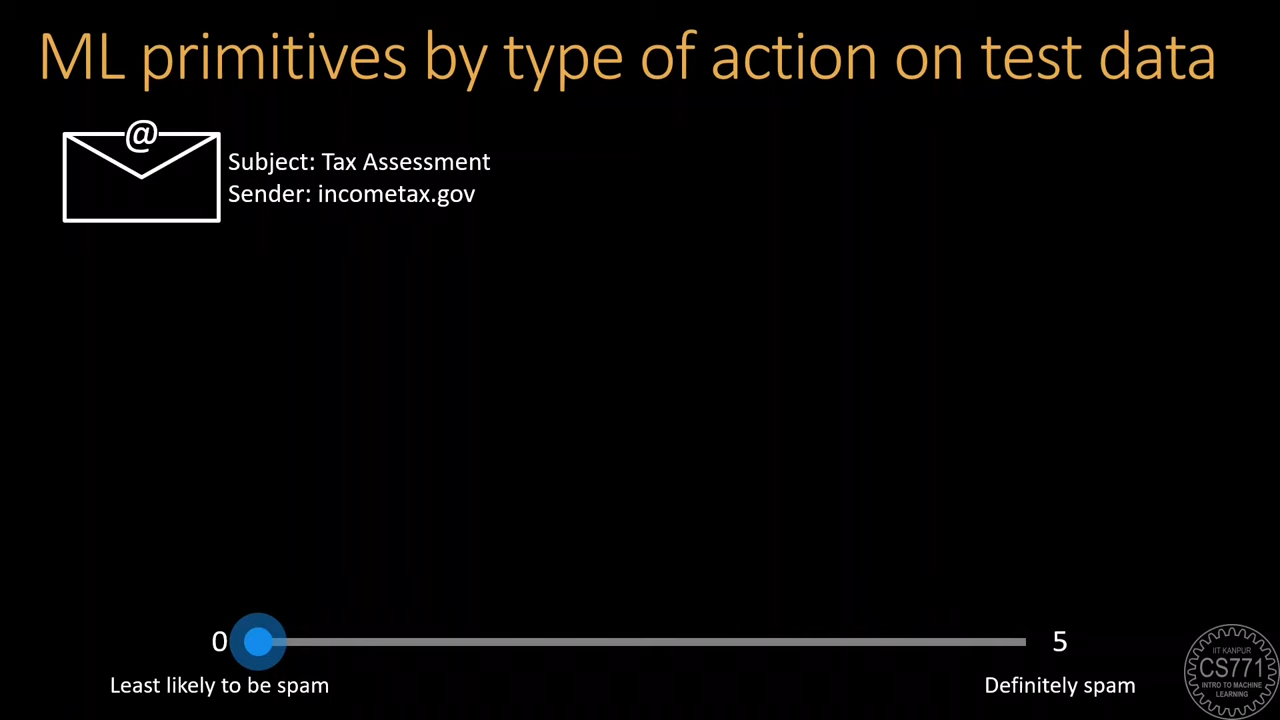 ML primitives by type of action on test data
@
Subject: Tax Assessment
Sender: incometax.gov
0
5
Least likely to be spam
Definitely spam
IIT KANPUR
CS771
INTRO TO MACHINE
LEARNING